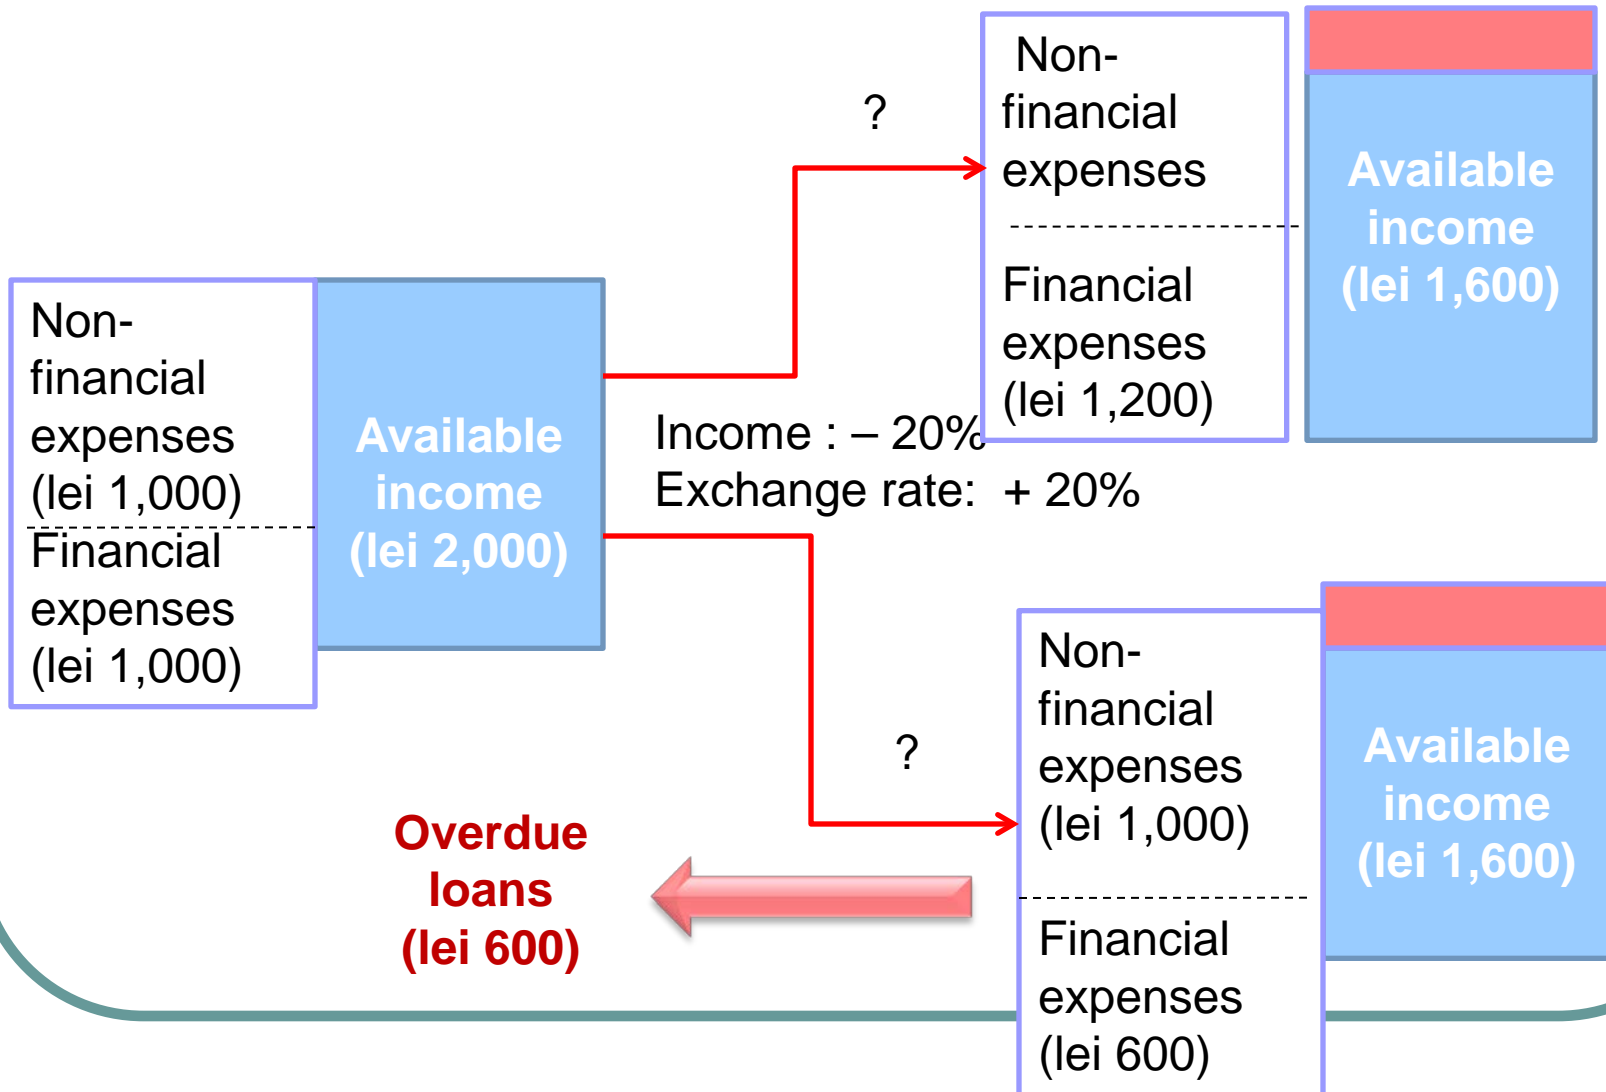 Non-
financial
expenses
(lei 1,000)
Financial
expenses
(lei 1,000)
Available
income
(lei 2,000)
?
Income : – 20%
Exchange rate: + 20%
Non-
financial
expenses
Financial
expenses
(lei 1,200)
Available
income
(lei 1,600)
?
Overdue
loans
(lei 600)
Non-
financial
expenses
(lei 1,000)
Financial
expenses
(lei 600)
Available
income
(lei 1,600)